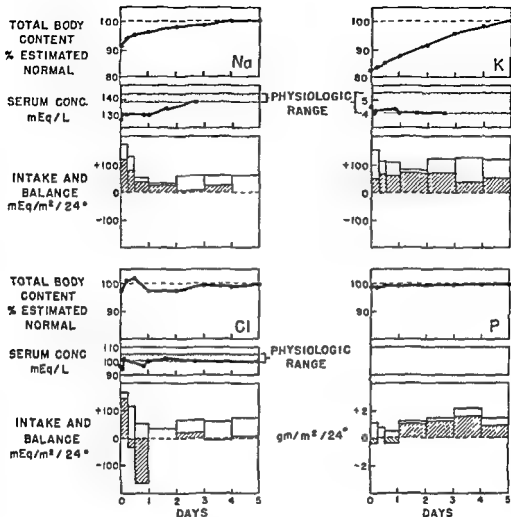 TOTAL BODY
CONTENT
% ESTIMATED
NORMAL
100
90
80
Na
100
90
80
K
SERUM CONC.
mEq/L
140
130
PHYSIOLOGIC
RANGE
5
4
INTAKE AND
BALANCE
mEq/m²/24°
+100
0
-100
+100
0
-100
TOTAL BODY
CONTENT
% ESTIMATED
NORMAL
100
90
Cl
100
90
P
SERUM CONC.
mEq/L
110
100
90
PHYSIOLOGIC
RANGE
INTAKE AND
BALANCE
mEq/m²/24°
+100
0
-100
gm/m²/24°
+2
0
-2
0 1 2 3 4 5
DAYS
0 1 2 3 4 5
DAYS